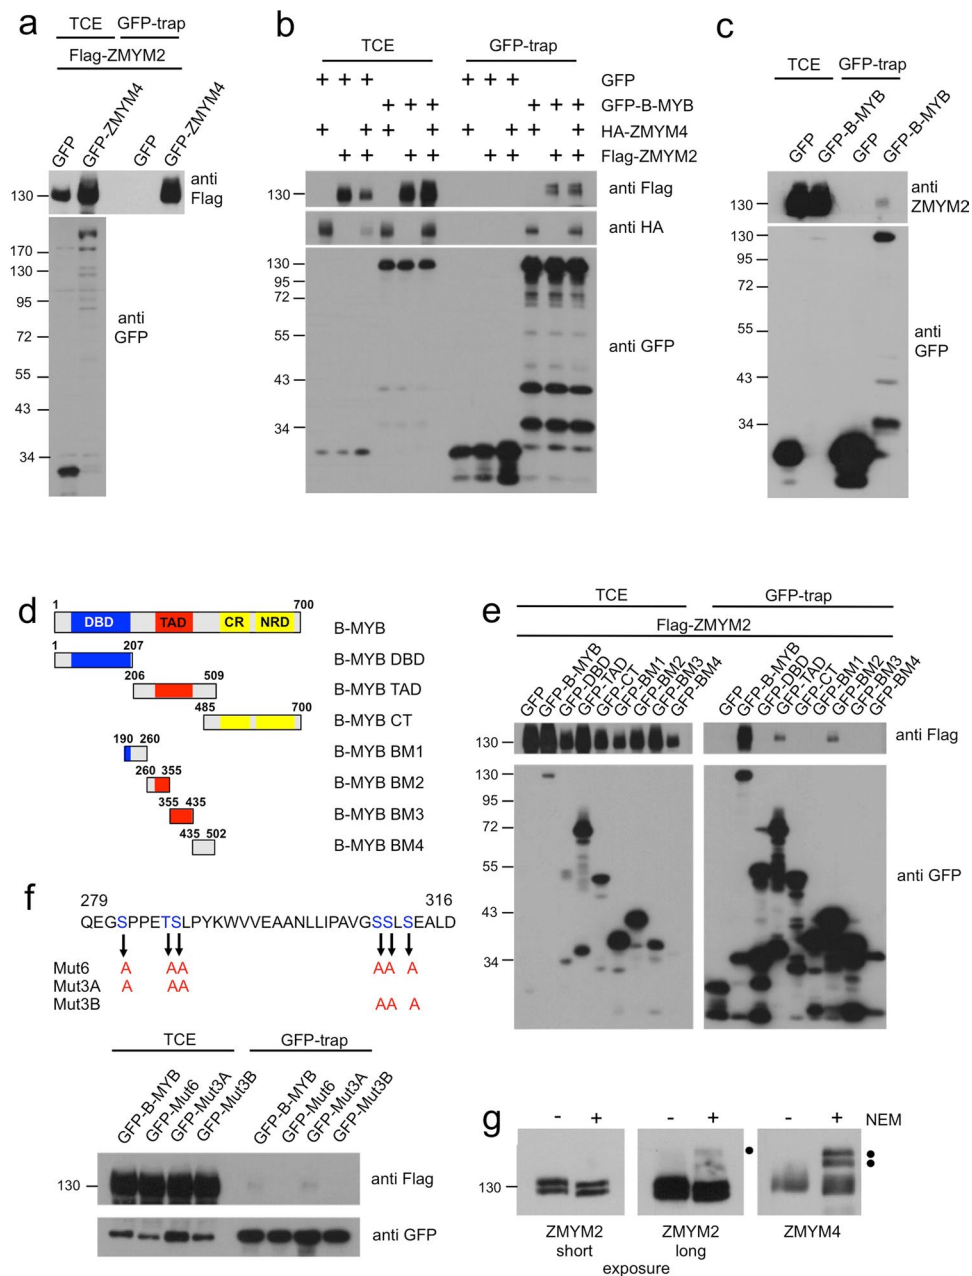 a
TCE GFP-trap
Flag-ZMYM2
GFP
GFP-ZMYM4
GFP
GFP-ZMYM4
130
anti
Flag
170
130
95
72
55
43
34
anti
GFP
b
TCE GFP-trap
+ + + + + + GFP
+ + + + + + GFP-B-MYB
+ + + + + + + + HA-ZMYM4
+ + + + + + + + Flag-ZMYM2
130
anti Flag
anti HA
130
95
72
55
43
34
anti GFP
c
TCE GFP-trap
GFP
GFP-B-MYB
GFP
GFP-B-MYB
130
anti
ZMYM2
130
95
72
55
43
34
anti
GFP
d
1 700
DBD TAD CR NRD B-MYB
1 207 B-MYB DBD
206 509 B-MYB TAD
485 700 B-MYB CT
190 260 B-MYB BM1
260 355 B-MYB BM2
355 435 B-MYB BM3
435 502 B-MYB BM4
e
TCE GFP-trap
Flag-ZMYM2
GFP
GFP-B-MYB
GFP-DBD
GFP-TAD
GFP-CT
GFP-BM1
GFP-BM2
GFP-BM3
GFP-BM4
GFP
GFP-B-MYB
GFP-DBD
GFP-TAD
GFP-CT
GFP-BM1
GFP-BM2
GFP-BM3
GFP-BM4
130
anti Flag
130
95
72
55
43
34
anti GFP
f
279 316
QEGSPPETSLPYKWVVEAANLLIPAVGSSLSEALD
Mut6 A AA AA A
Mut3A A AA
Mut3B AA A
TCE GFP-trap
GFP-B-MYB
GFP-Mut6
GFP-Mut3A
GFP-Mut3B
GFP-B-MYB
GFP-Mut6
GFP-Mut3A
GFP-Mut3B
130
anti Flag
anti GFP
g
- + - + - + NEM
130
ZMYM2
short
ZMYM2
long
exposure
ZMYM4